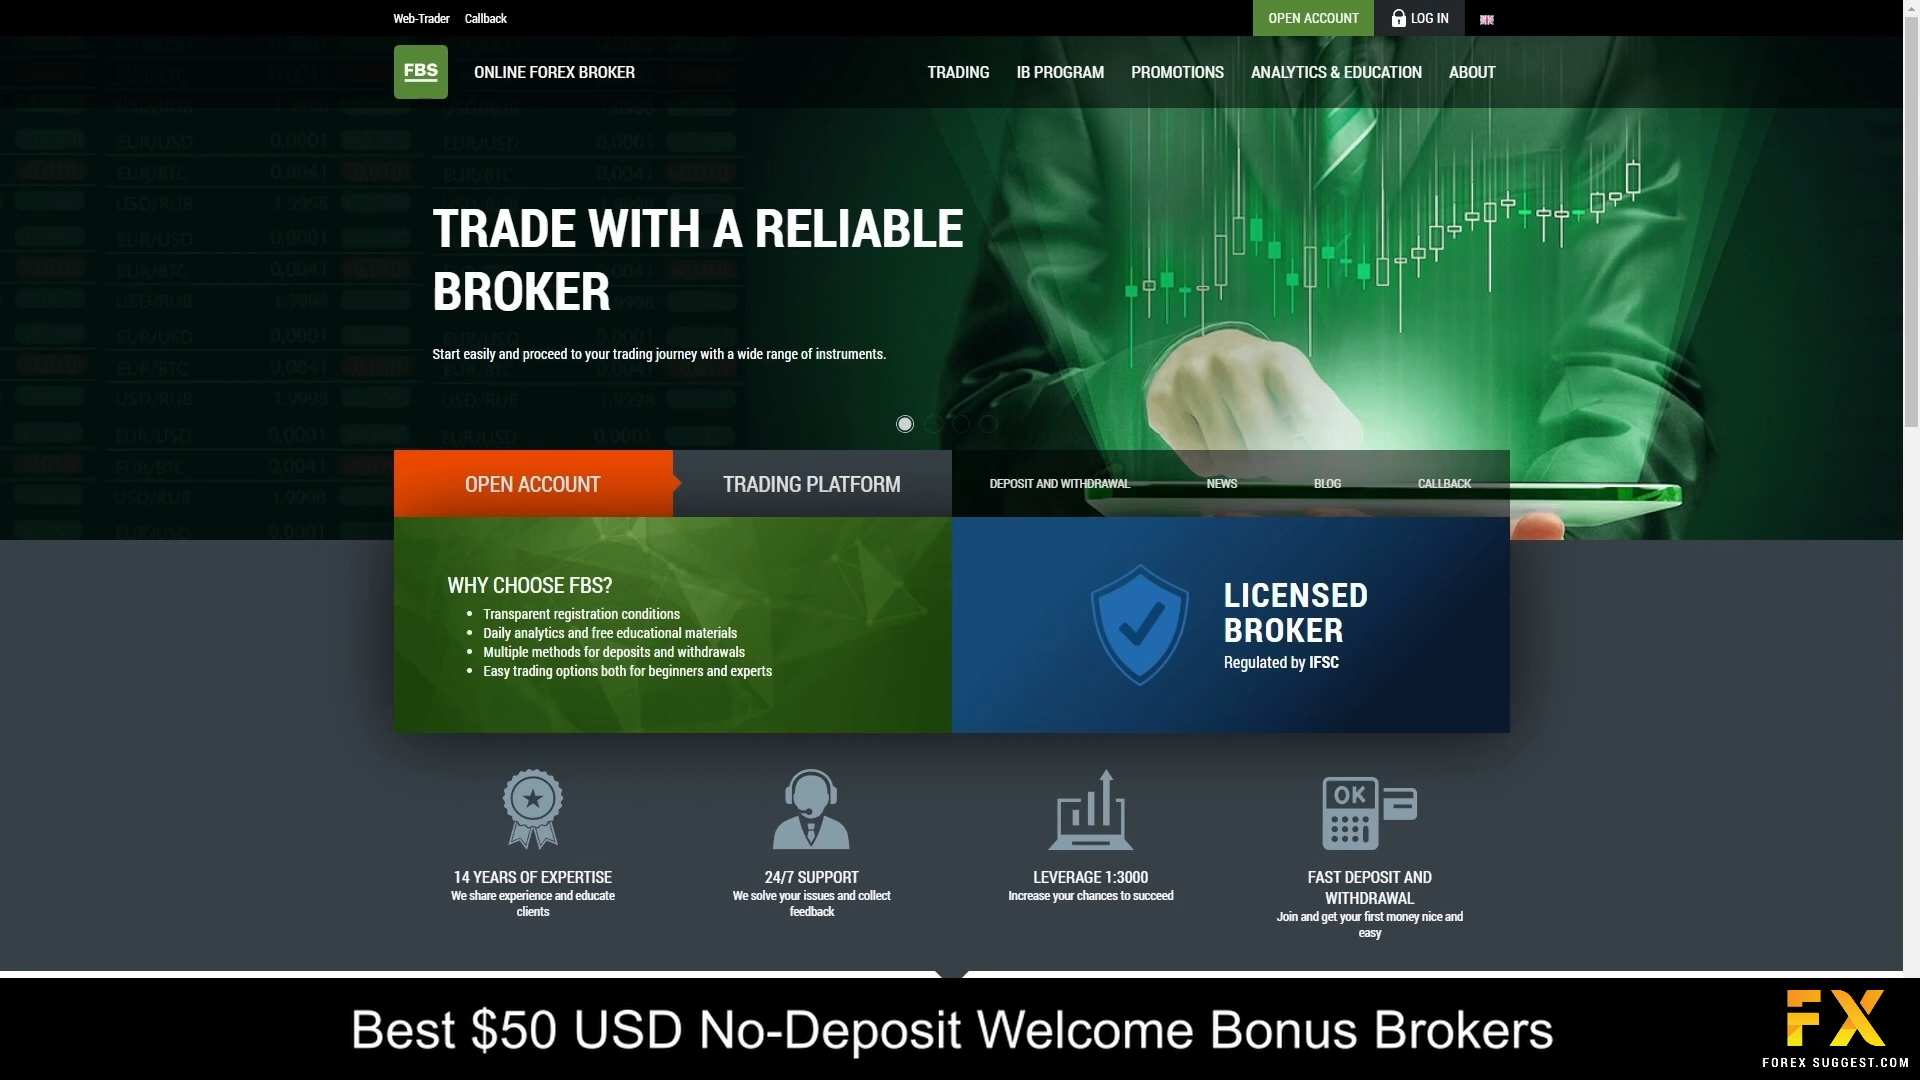 Web-Trader Callback
OPEN ACCOUNT LOG IN
FBS ONLINE FOREX BROKER
TRADING IB PROGRAM PROMOTIONS ANALYTICS & EDUCATION ABOUT
TRADE WITH A RELIABLE
BROKER
Start easily and proceed to your trading journey with a wide range of instruments.
OPEN ACCOUNT TRADING PLATFORM
DEPOSIT AND WITHDRAWAL NEWS BLOG CALLBACK
WHY CHOOSE FBS?
• Transparent registration conditions
• Daily analytics and free educational materials
• Multiple methods for deposits and withdrawals
• Easy trading options both for beginners and experts
LICENSED
BROKER
Regulated by IFSC
14 YEARS OF EXPERTISE
We share experience and educate
clients
24/7 SUPPORT
We solve your issues and collect
feedback
LEVERAGE 1:3000
Increase your chances to succeed
OK
FAST DEPOSIT AND
WITHDRAWAL
Join and get your first money nice and
easy
Best $50 USD No-Deposit Welcome Bonus Brokers
FX
FOREX SUGGEST.COM